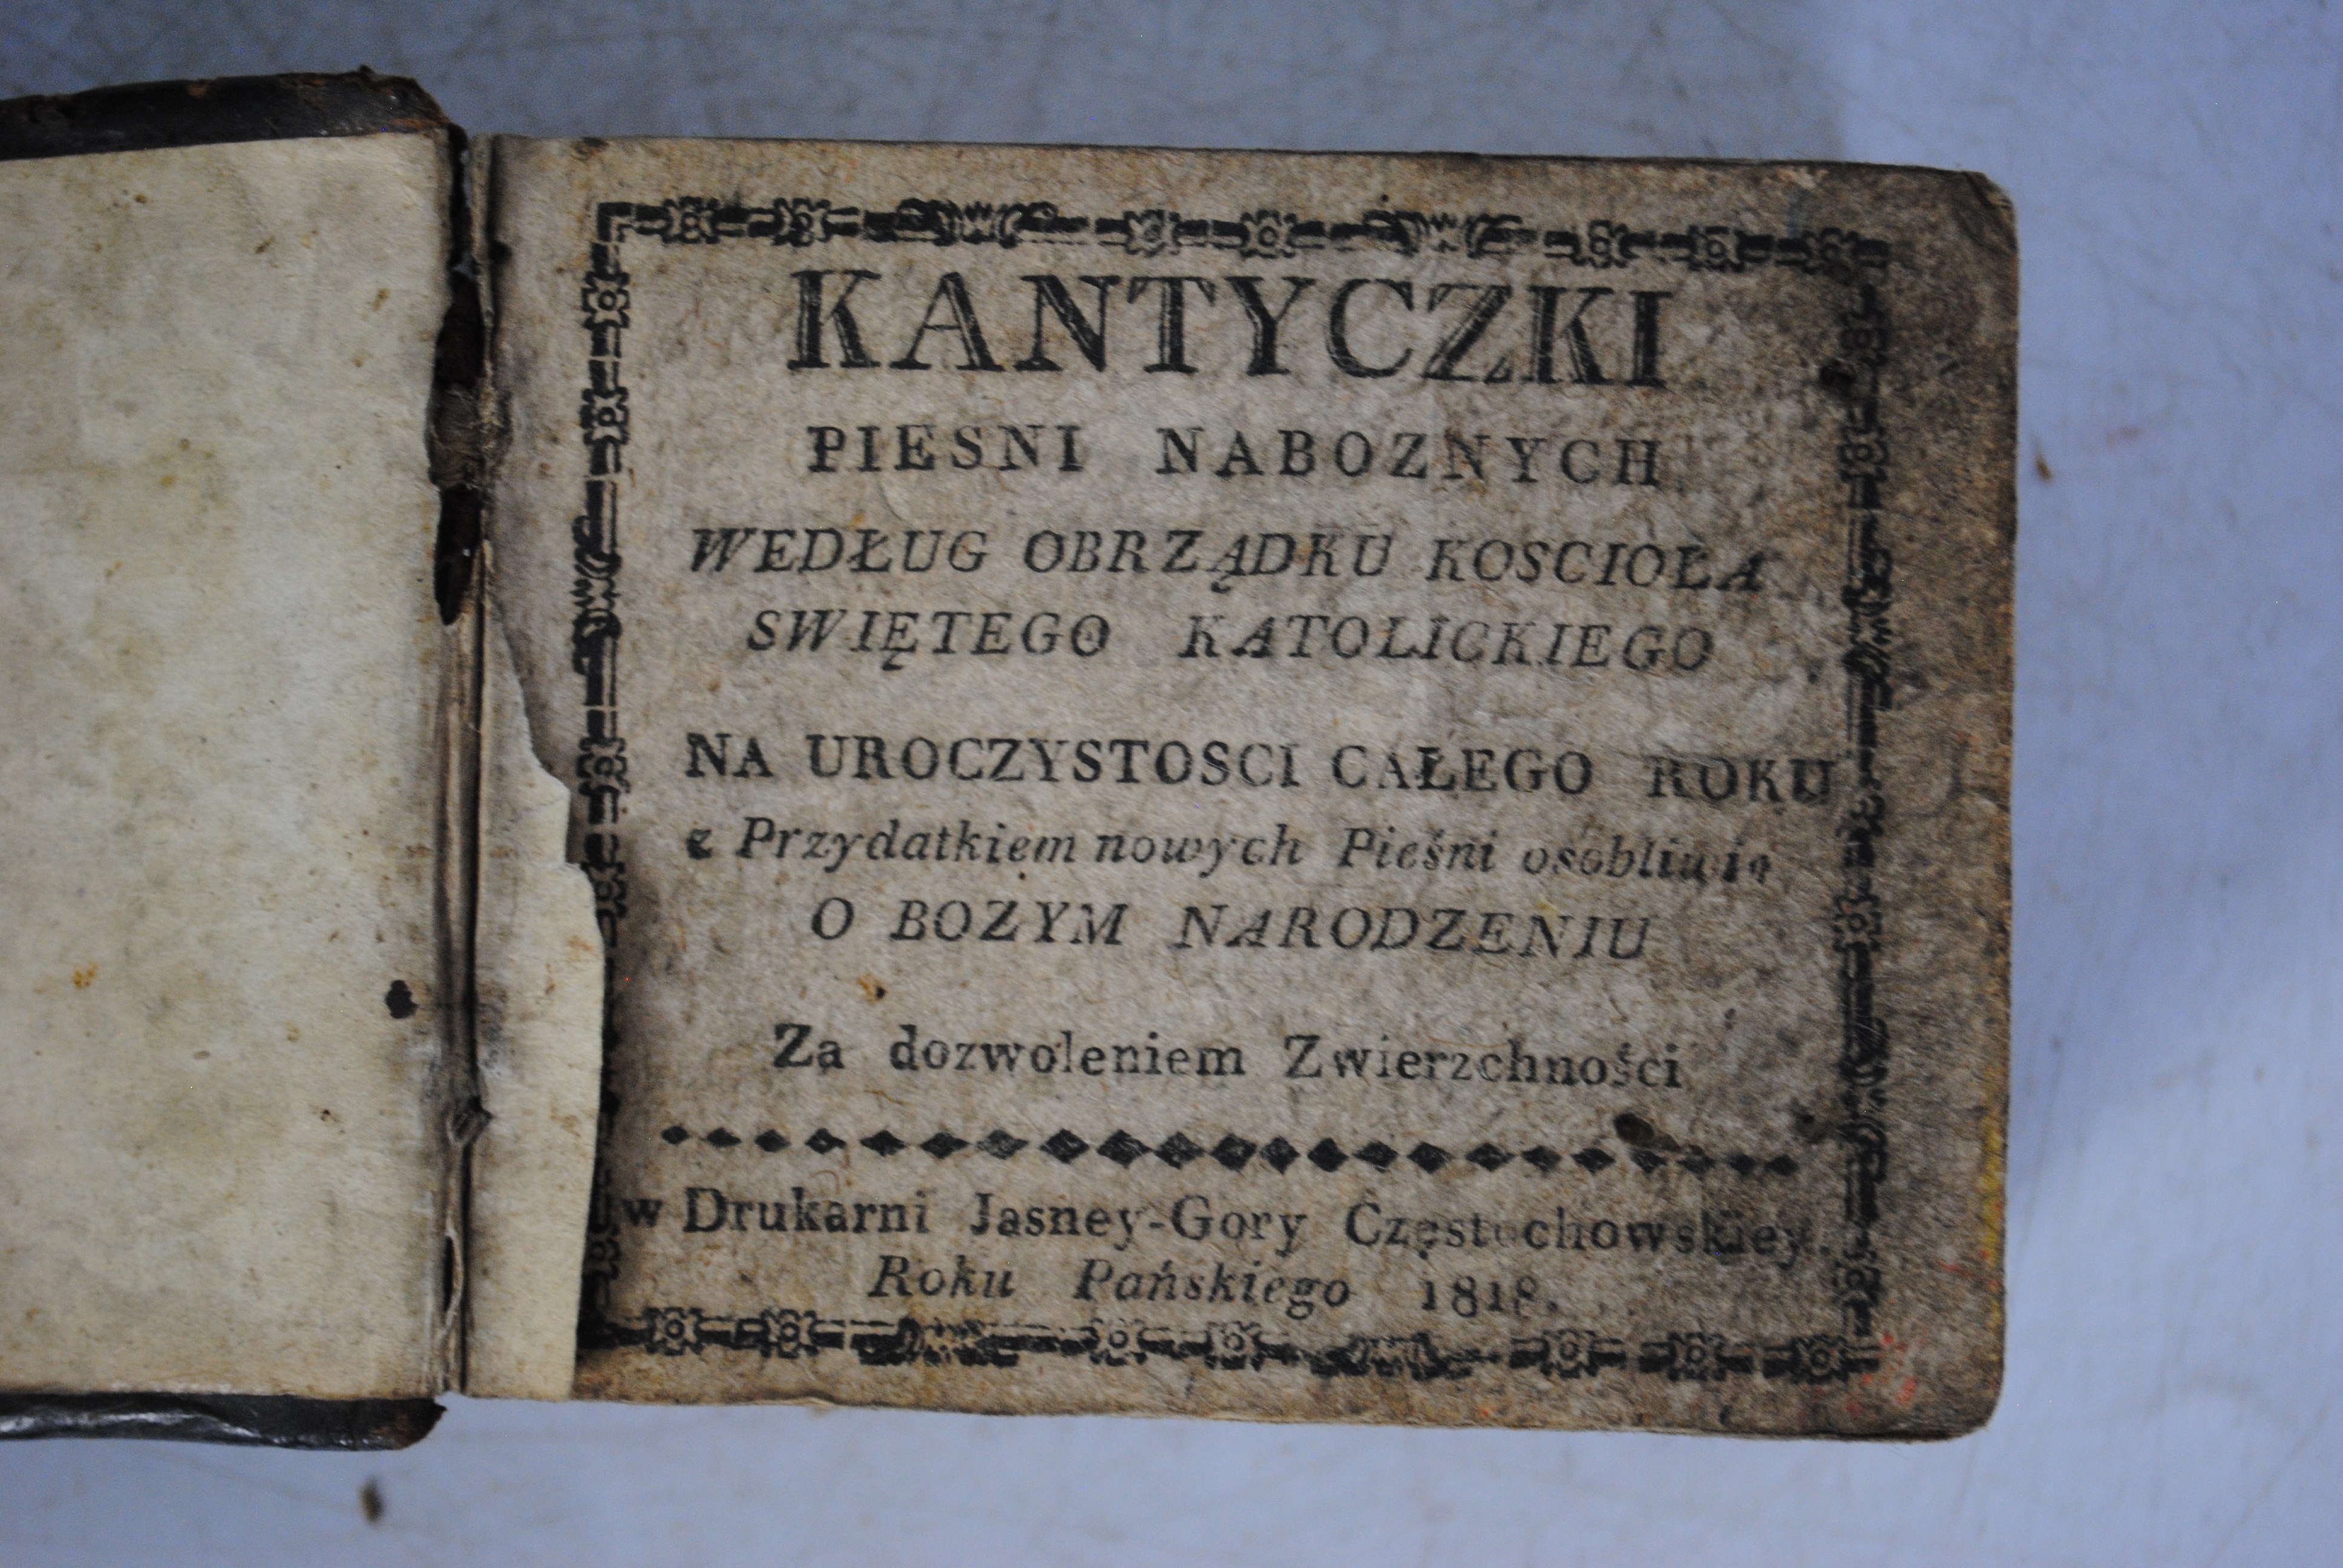 KANTYCZKI
PIESNI NABOZNYCH
WEDŁUG OBRZĄDKU KOSCIOŁA
SWIĘTEGO KATOLICKIEGO
NA UROCZYSTOSCI CAŁEGO ROKU
z Przydatkiem nowych Pieśni osobliwie
O BOZYM NARODZENIU
Za dozwoleniem Zwierzchności
w Drukarni Jasney-Gory Częstochowskiey.
Roku Pańskiego 1818.